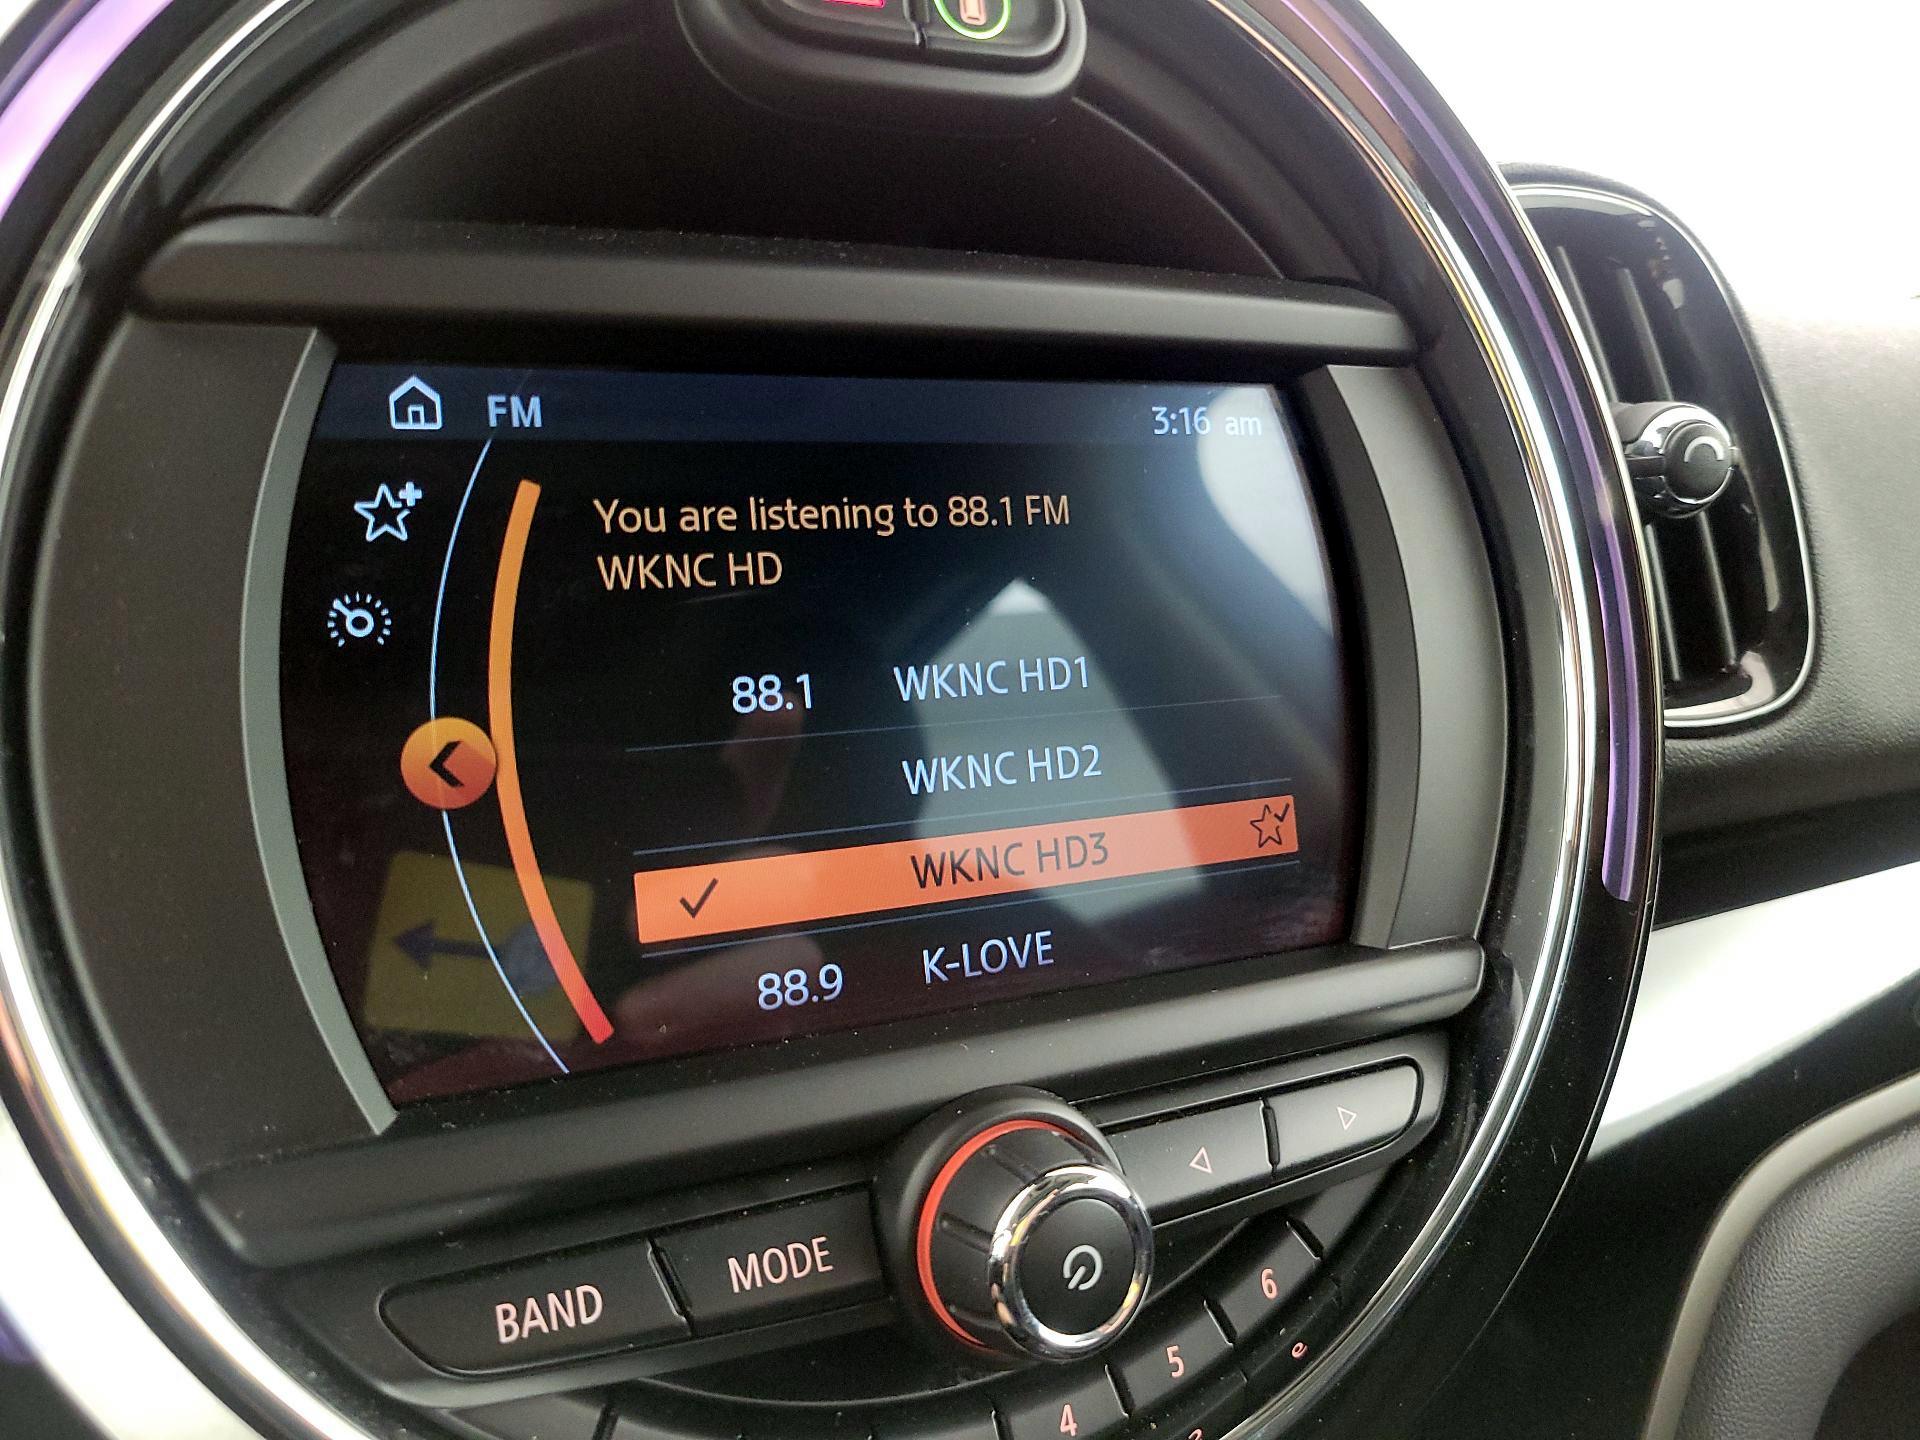 FM
3:16 am
You are listening to 88.1 FM
WKNC HD
88.1 WKNC HD1
WKNC HD2
WKNC HD3
88.9 K-LOVE
BAND
MODE
4
5
6